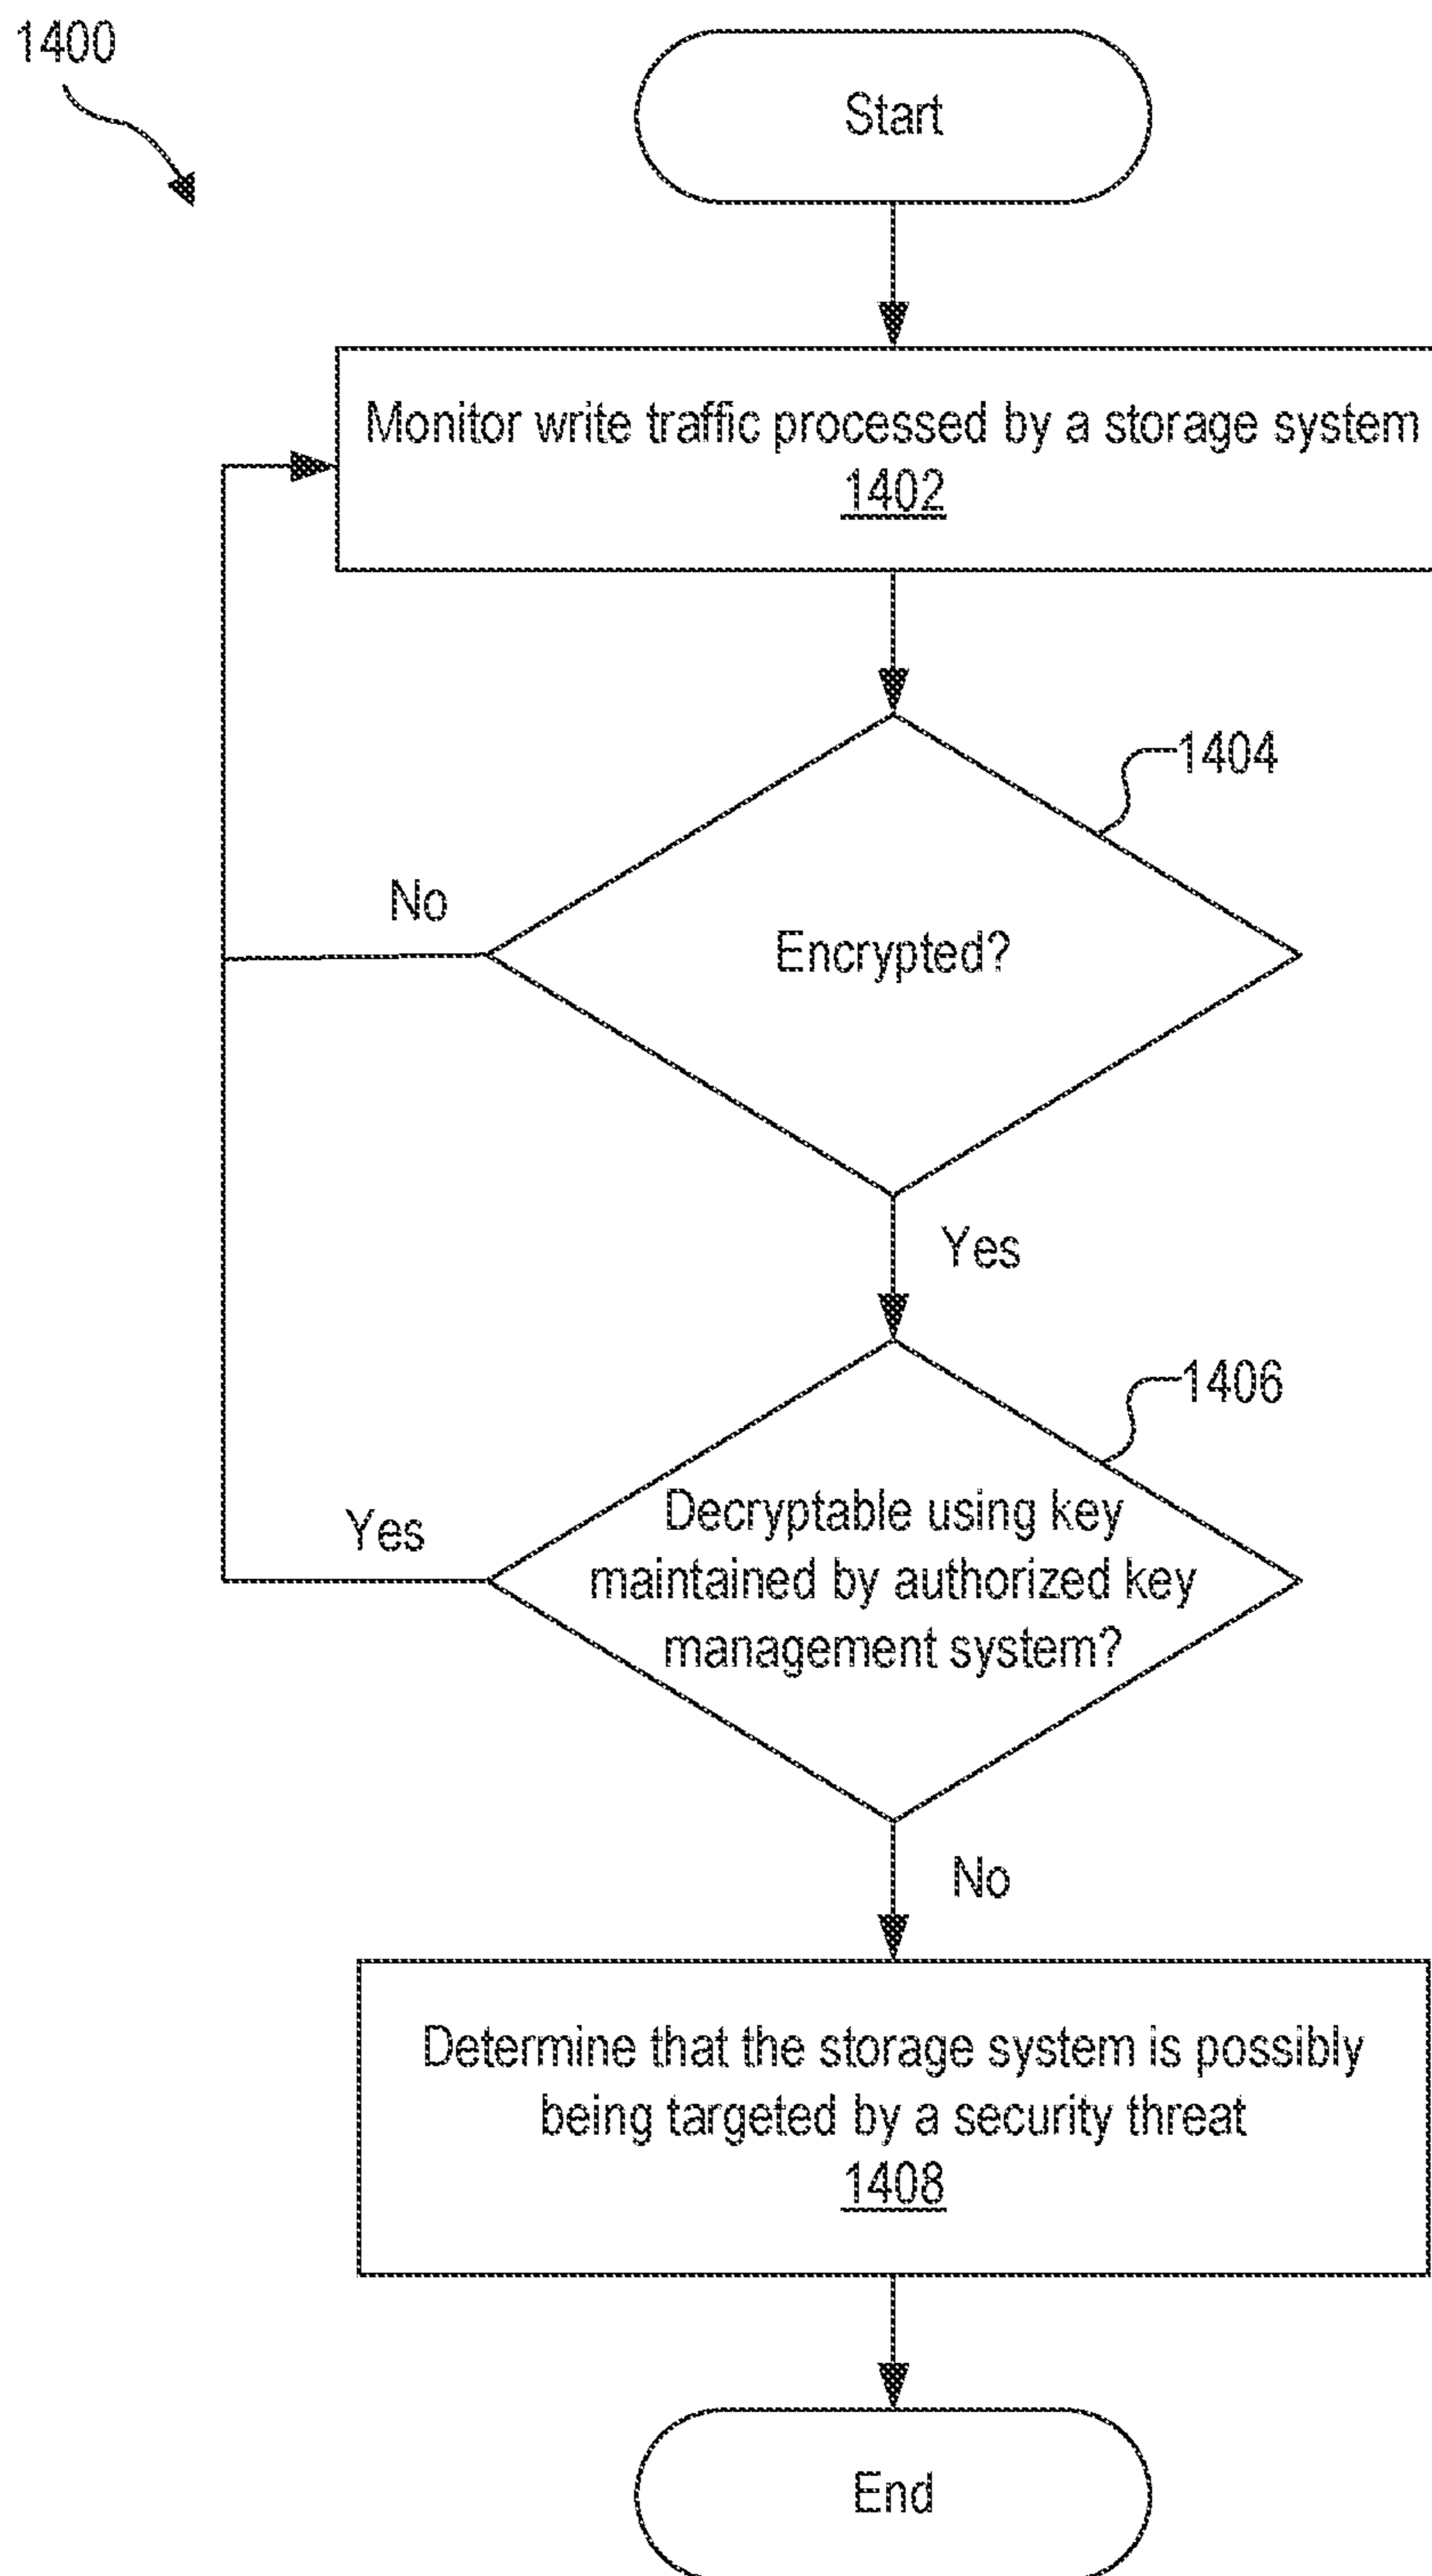 1400
Start
Monitor write traffic processed by a storage system
1402
1404
No
Encrypted?
Yes
1406
Yes
Decryptable using key
maintained by authorized key
management system?
No
Determine that the storage system is possibly
being targeted by a security threat
1408
End